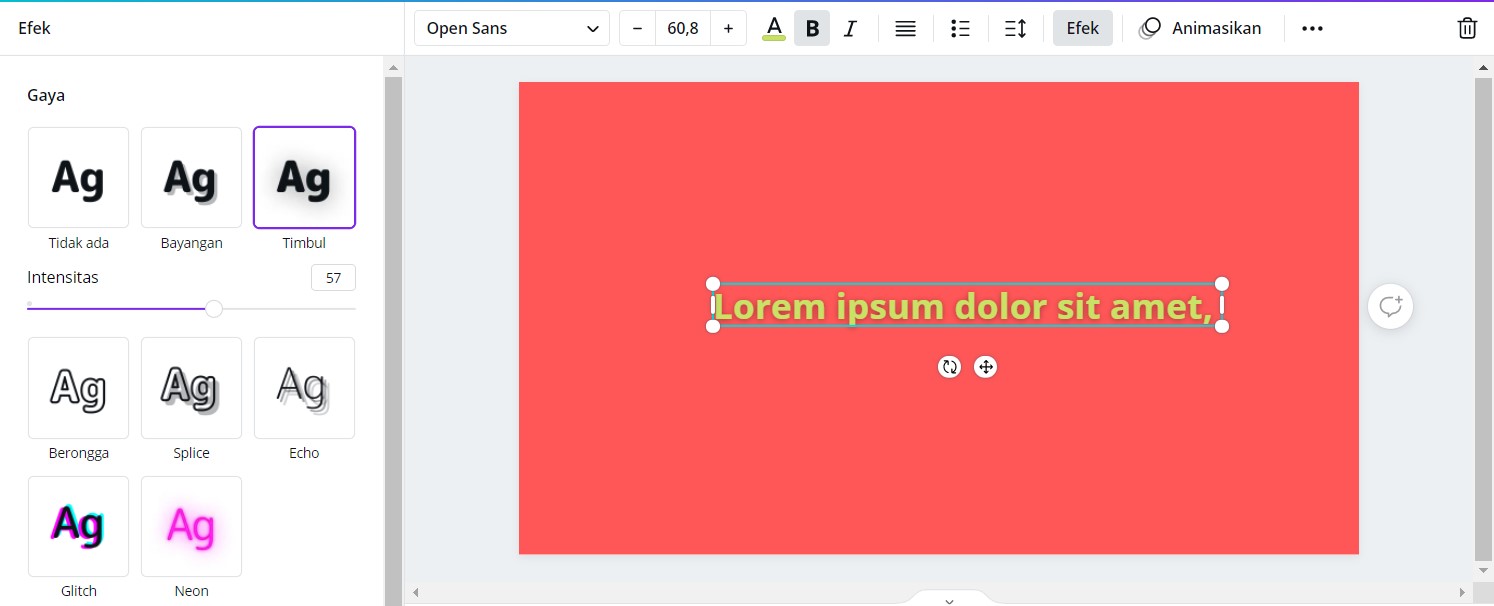 Efek
Open Sans
– 60,8 +
A B I
Efek
Animasikan
Gaya
Ag Ag Ag
Tidak ada Bayangan Timbul
Intensitas 57
Ag Ag Ag
Berongga Splice Echo
Ag Ag
Glitch Neon
Lorem ipsum dolor sit amet,